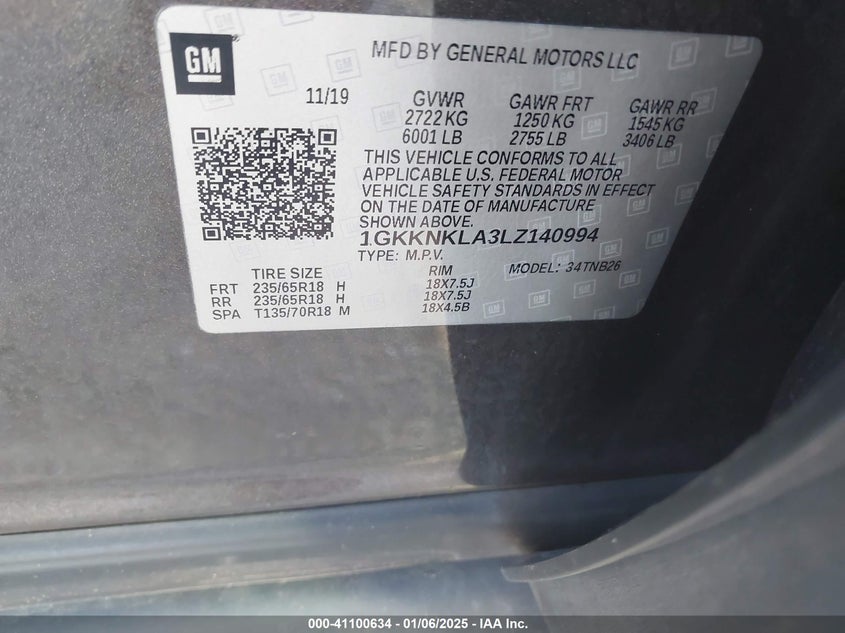 GM
MFD BY GENERAL MOTORS LLC
11/19 GVWR GAWR FRT GAWR RR
2722 KG 1250 KG 1545 KG
6001 LB 2755 LB 3406 LB
THIS VEHICLE CONFORMS TO ALL
APPLICABLE U.S. FEDERAL MOTOR
VEHICLE SAFETY STANDARDS IN EFFECT
ON THE DATE OF MANUFACTURE
SHOWN ABOVE.
1GKKNKLA3LZ140994
TYPE: M.P.V. MODEL: 34TNB26
TIRE SIZE RIM
FRT 235/65R18 H 18X7.5J
RR 235/65R18 H 18X7.5J
SPA T135/70R18 M 18X4.5B
000-41100634 - 01/06/2025 - IAA Inc.